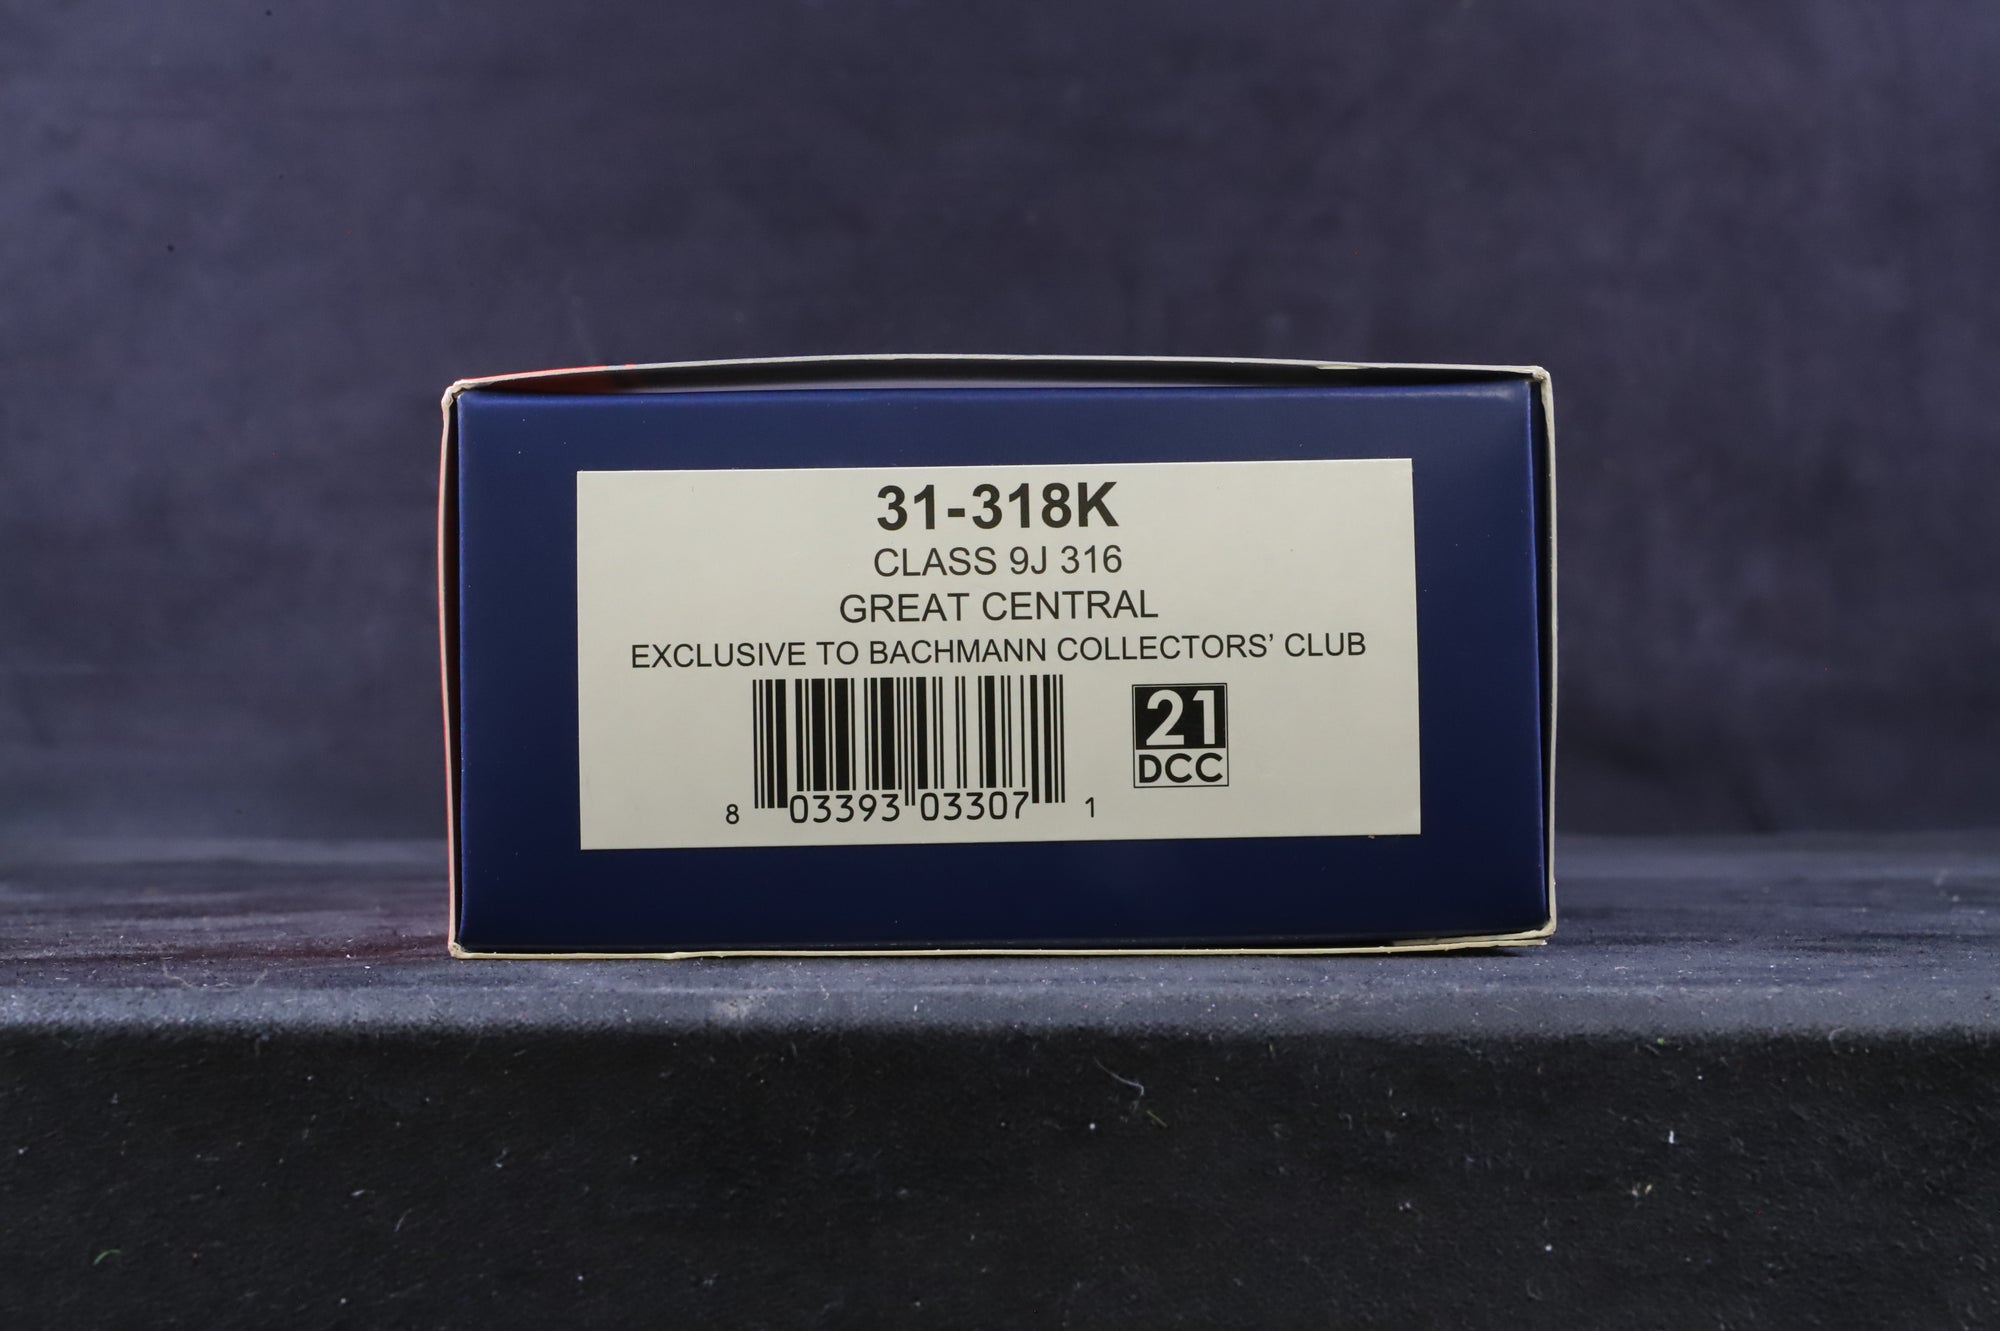 31-318K
CLASS 9J 316
GREAT CENTRAL
EXCLUSIVE TO BACHMANN COLLECTORS' CLUB
8 03393 03307 1
21
DCC